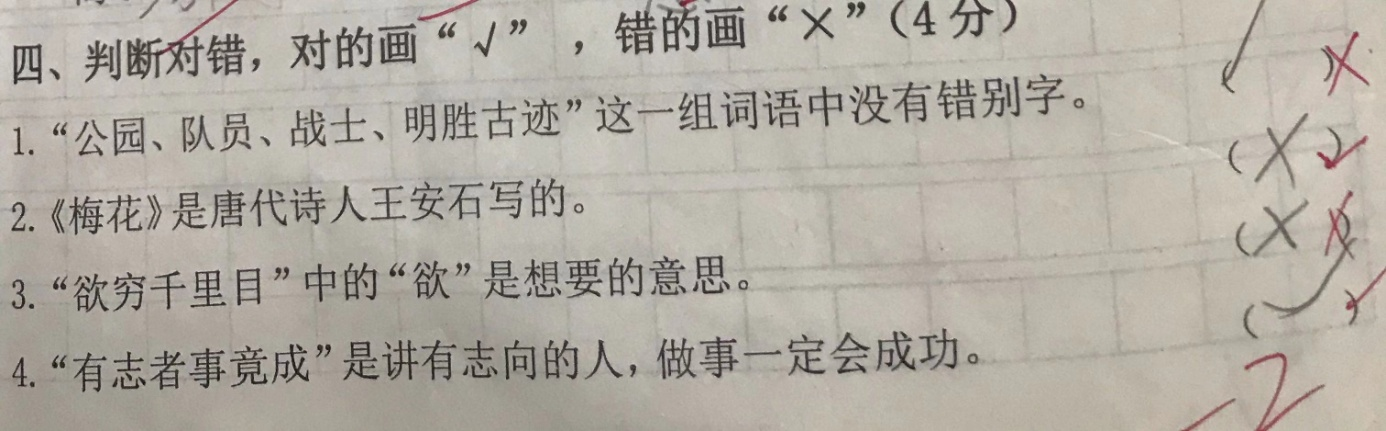 四、判断对错，对的画“√”，错的画“×”（4分）
1.“公园、队员、战士、明胜古迹”这一组词语中没有错别字。 （√）×
2.《梅花》是唐代诗人王安石写的。 （×）√
3.“欲穷千里目”中的“欲”是想要的意思。 （×）×
4.“有志者事竟成”是讲有志向的人，做事一定会成功。 （√）√
-2